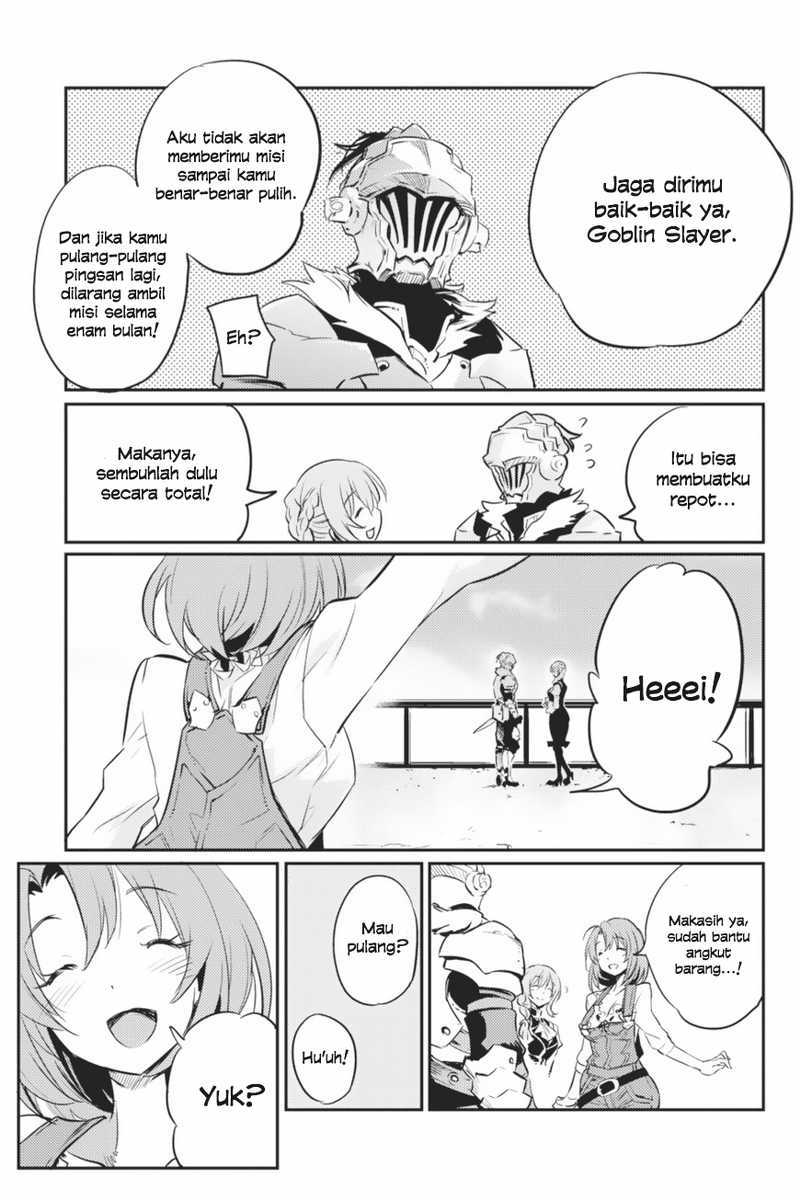 Jaga dirimu
baik-baik ya,
Goblin Slayer.
Aku tidak akan
memberimu misi
sampai kamu
benar-benar pulih.
Dan jika kamu
pulang-pulang
pingsan lagi,
dilarang ambil
misi selama
enam bulan!
Eh?
Itu bisa
membuatku
repot...
Makanya,
sembuhlah dulu
secara total!
Heeei!
Makasih ya,
sudah bantu
angkut
barang...!
Mau
pulang?
Hu'uh!
Yuk?